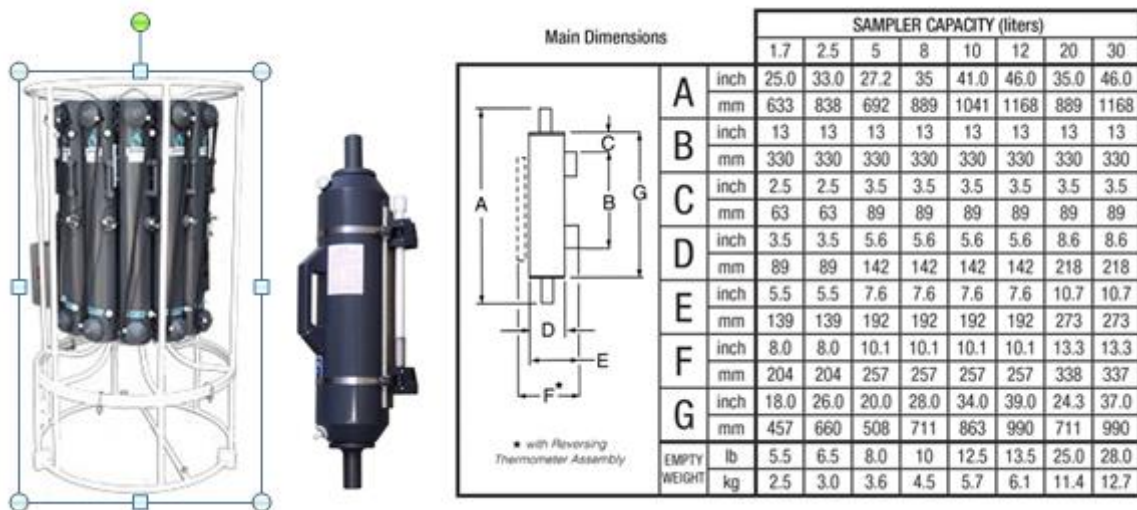 Main Dimensions
SAMPLER CAPACITY (liters)
1.7 2.5 5 8 10 12 20 30
A inch 25.0 33.0 27.2 35 41.0 46.0 35.0 46.0
mm 633 838 692 889 1041 1168 889 1168
B inch 13 13 13 13 13 13 13 13
mm 330 330 330 330 330 330 330 330
C inch 2.5 2.5 3.5 3.5 3.5 3.5 3.5 3.5
mm 63 63 89 89 89 89 89 89
D inch 3.5 3.5 5.6 5.6 5.6 5.6 8.6 8.6
mm 89 89 142 142 142 142 218 218
E inch 5.5 5.5 7.6 7.6 7.6 7.6 10.7 10.7
mm 139 139 192 192 192 192 273 273
F inch 8.0 8.0 10.1 10.1 10.1 10.1 13.3 13.3
mm 204 204 257 257 257 257 338 337
G inch 18.0 26.0 20.0 28.0 34.0 39.0 24.3 37.0
mm 457 660 508 711 863 990 711 990
EMPTY WEIGHT lb 5.5 6.5 8.0 10 12.5 13.5 25.0 28.0
kg 2.5 3.0 3.6 4.5 5.7 6.1 11.4 12.7
C
A
B
G
D
E
F*
* with Reversing
Thermometer Assembly